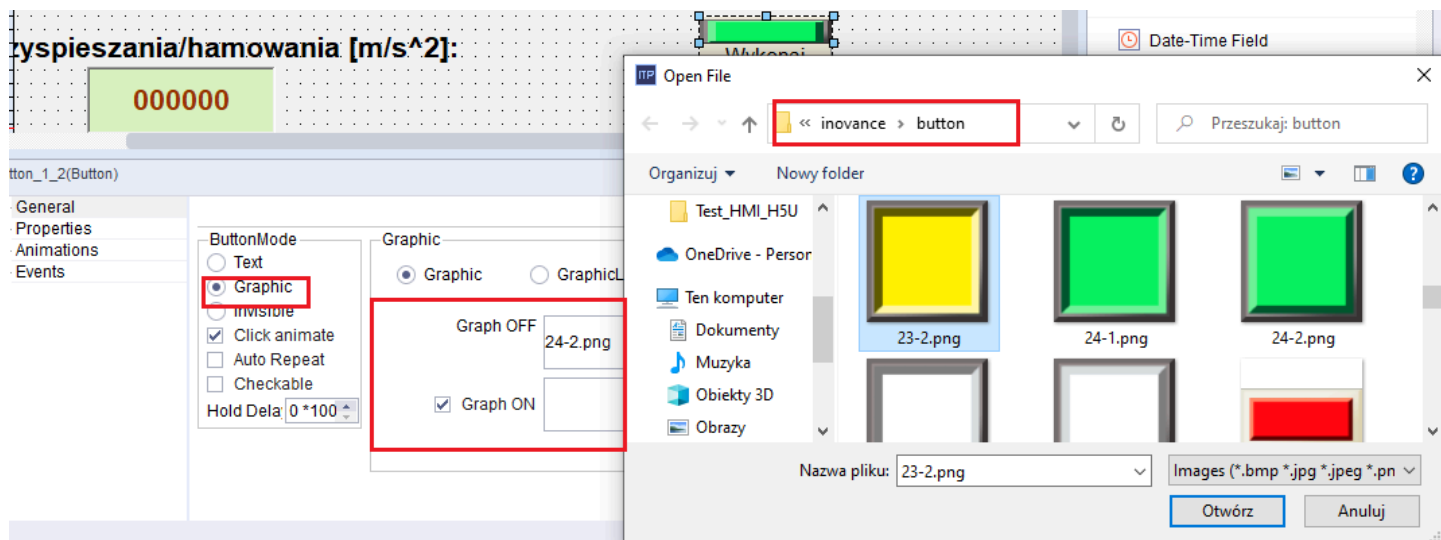 zyspieszania/hamowania [m/s^2]:
000000
Wykonaj
Date-Time Field
tton_1_2(Button)
General
Properties
Animations
Events
ButtonMode
Text
Graphic
Invisible
Click animate
Auto Repeat
Checkable
Hold Dela: 0 *100
Graphic
Graphic GraphicL
Graph OFF 24-2.png
Graph ON
ITP Open File
« inovance > button
Przeszukaj: button
Organizuj Nowy folder
Test_HMI_H5U
OneDrive - Person
Ten komputer
Dokumenty
Muzyka
Obiekty 3D
Obrazy
23-2.png
24-1.png
24-2.png
Nazwa pliku: 23-2.png
Images (*.bmp *.jpg *.jpeg *.pn
Otwórz
Anuluj